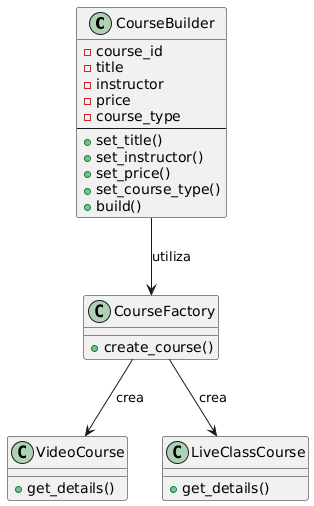 C CourseBuilder
course_id
title
instructor
price
course_type
set_title()
set_instructor()
set_price()
set_course_type()
build()
utiliza
C CourseFactory
create_course()
crea
crea
C VideoCourse
get_details()
C LiveClassCourse
get_details()